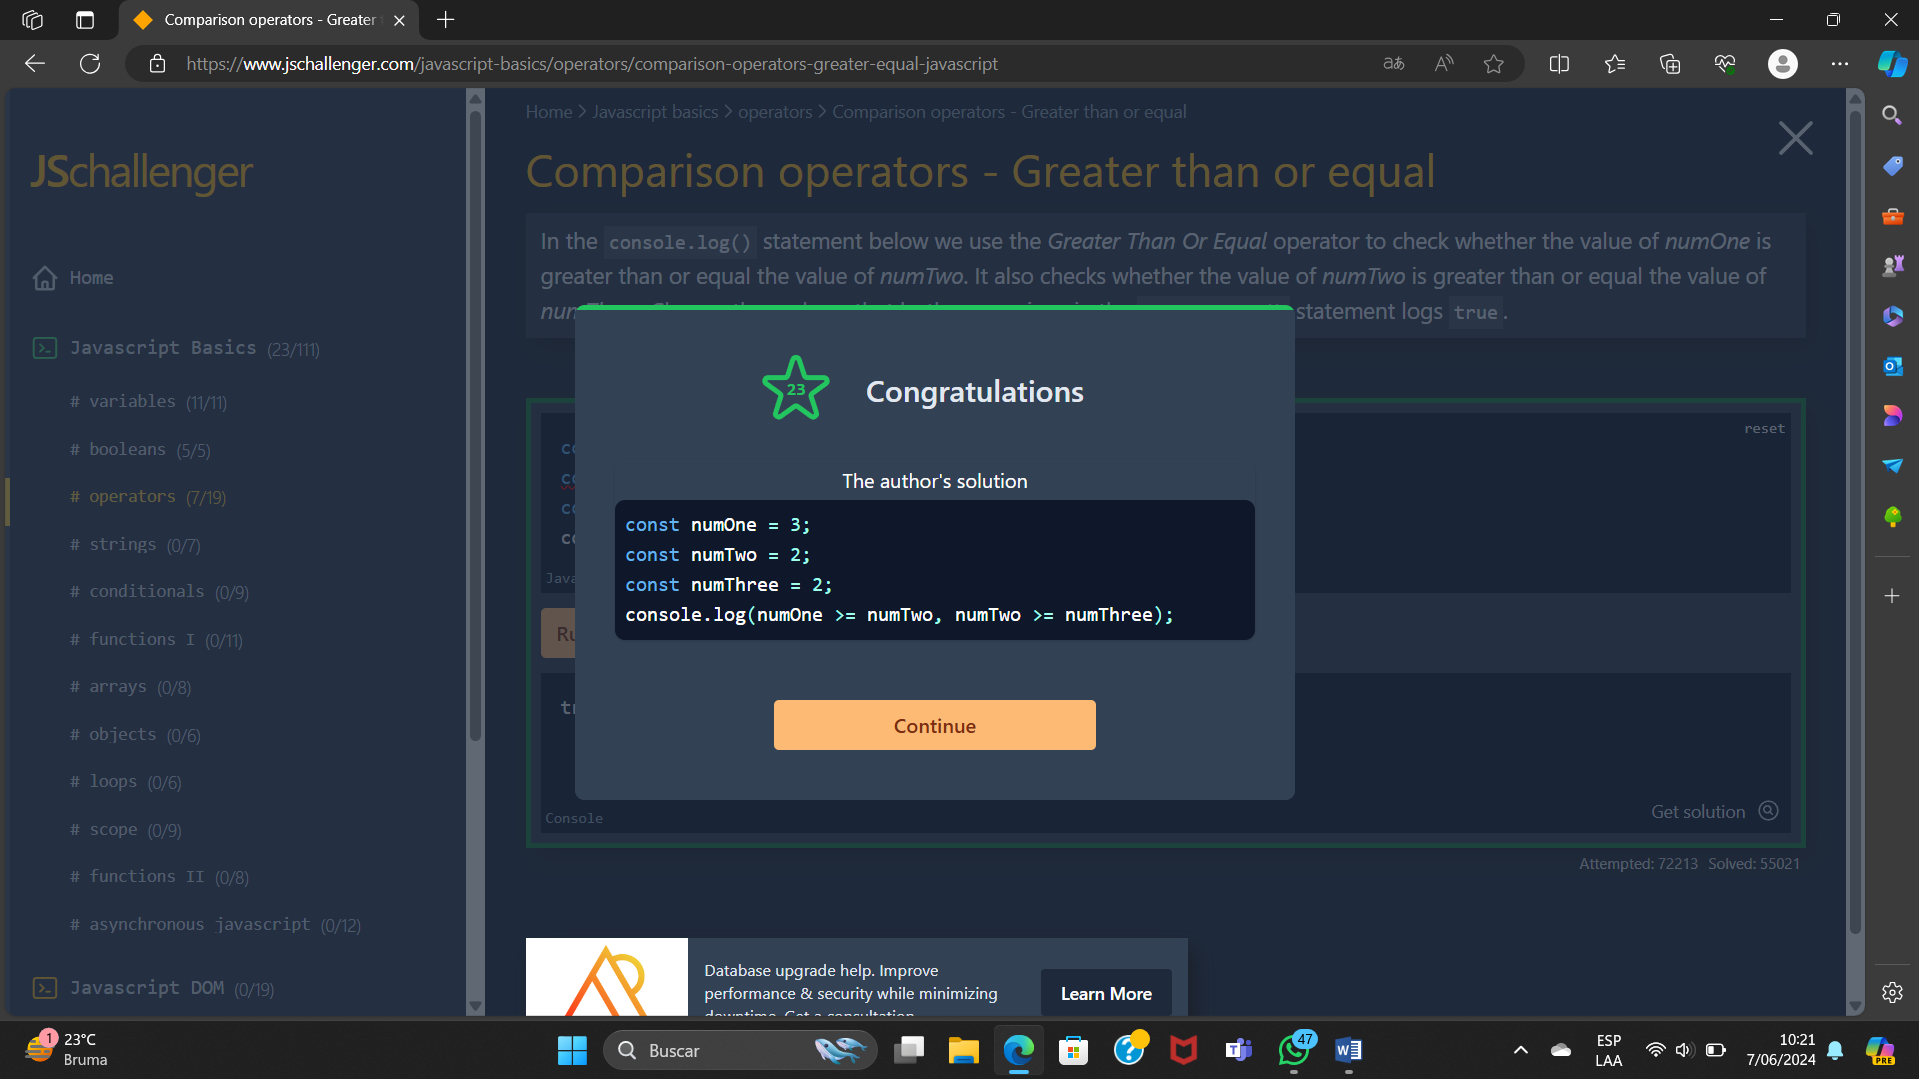 Comparison operators - Greater
https://www.jschallenger.com/javascript-basics/operators/comparison-operators-greater-equal-javascript
JSchallenger
Home
Javascript Basics (23/111)
# variables (11/11)
# booleans (5/5)
# operators (7/19)
# strings (0/7)
# conditionals (0/9)
# functions I (0/11)
# arrays (0/8)
# objects (0/6)
# loops (0/6)
# scope (0/9)
# functions II (0/8)
# asynchronous javascript (0/12)
Javascript DOM (0/19)
Home > Javascript basics > operators > Comparison operators - Greater than or equal
Comparison operators - Greater than or equal
In the console.log() statement below we use the Greater Than Or Equal operator to check whether the value of numOne is
greater than or equal the value of numTwo. It also checks whether the value of numTwo is greater than or equal the value of
statement logs true.
reset
23
Congratulations
The author's solution
const numOne = 3;
const numTwo = 2;
const numThree = 2;
console.log(numOne >= numTwo, numTwo >= numThree);
Continue
Console
Get solution
Attempted: 72213 Solved: 55021
Database upgrade help. Improve
performance & security while minimizing
downtime. Get a consultation
Learn More
1
23°C
Bruma
Buscar
47
ESP
LAA
10:21
7/06/2024
PRE